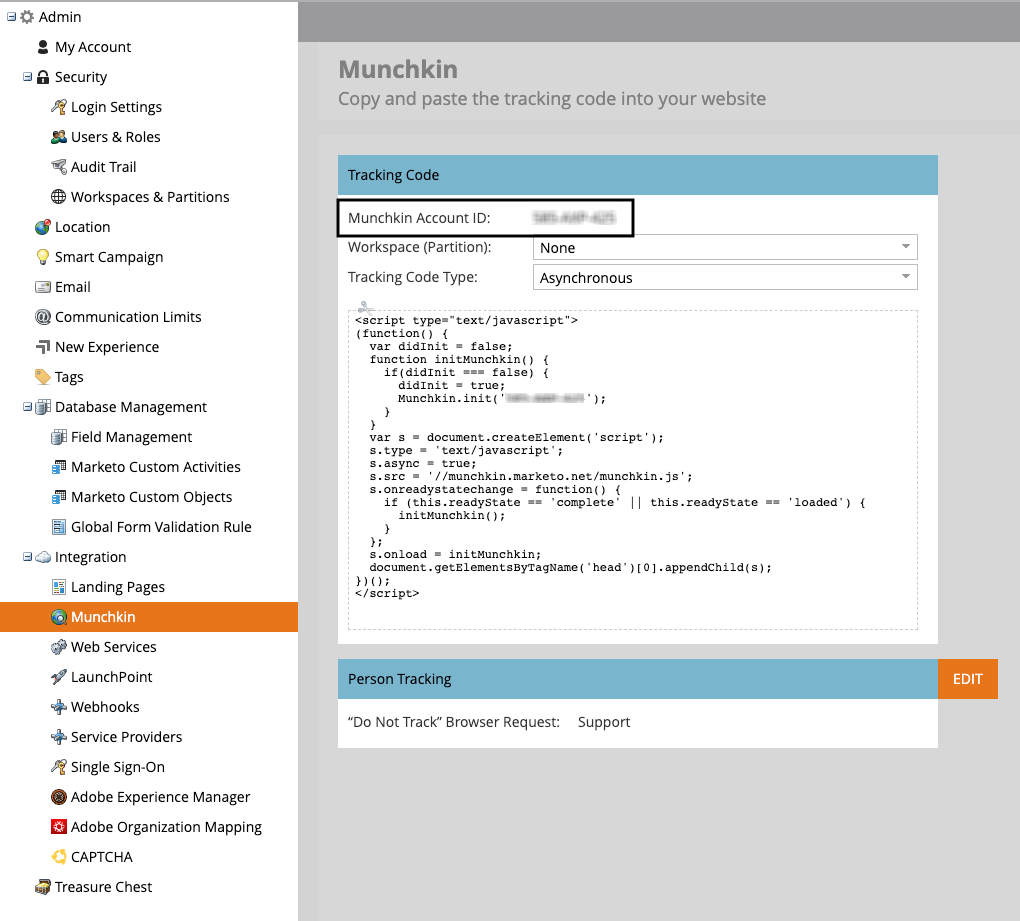 Admin
My Account
Security
Login Settings
Users & Roles
Audit Trail
Workspaces & Partitions
Location
Smart Campaign
Email
Communication Limits
New Experience
Tags
Database Management
Field Management
Marketo Custom Activities
Marketo Custom Objects
Global Form Validation Rule
Integration
Landing Pages
Munchkin
Web Services
LaunchPoint
Webhooks
Service Providers
Single Sign-On
Adobe Experience Manager
Adobe Organization Mapping
CAPTCHA
Treasure Chest
Munchkin
Copy and paste the tracking code into your website
Tracking Code
Munchkin Account ID:
Workspace (Partition): None
Tracking Code Type: Asynchronous
<script type="text/javascript">
(function() {
  var didInit = false;
  function initMunchkin() {
    if(didInit === false) {
      didInit = true;
      Munchkin.init('');
    }
  }
  var s = document.createElement('script');
  s.type = 'text/javascript';
  s.async = true;
  s.src = '//munchkin.marketo.net/munchkin.js';
  s.onreadystatechange = function() {
    if (this.readyState == 'complete' || this.readyState == 'loaded') {
      initMunchkin();
    }
  };
  s.onload = initMunchkin;
  document.getElementsByTagName('head')[0].appendChild(s);
})();
</script>
Person Tracking EDIT
“Do Not Track” Browser Request: Support